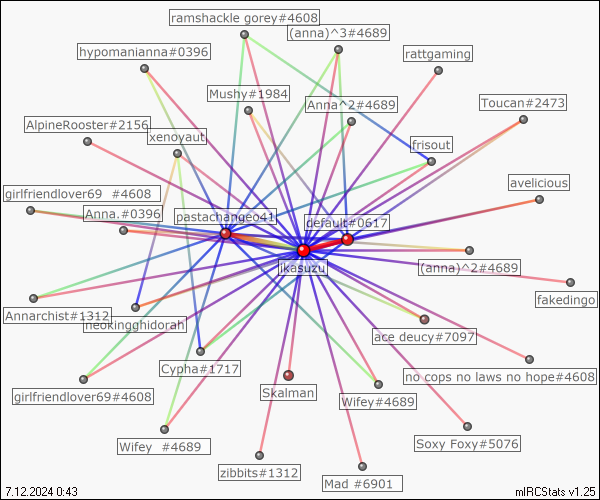 ramshackle gorey#4608
(anna)^3#4689
hypomanianna#0396
rattgaming
Mushy#1984
Anna^2#4689
Toucan#2473
AlpineRooster#2156
xenoyaut
frisout
girlfriendlover69 #4608
avelicious
Anna.#0396
pastachange041
default#0617
ikasuzu
(anna)^2#4689
fakedingo
Annarchist#1312
neokingghidorah
ace deucy#7097
Cypha#1717
no cops no laws no hope#4608
girlfriendlover69#4608
Skalman
Wifey#4689
Wifey #4689
Soxy Foxy#5076
zibbits#1312
Mad #6901
7.12.2024 0:43
mIRCStats v1.25